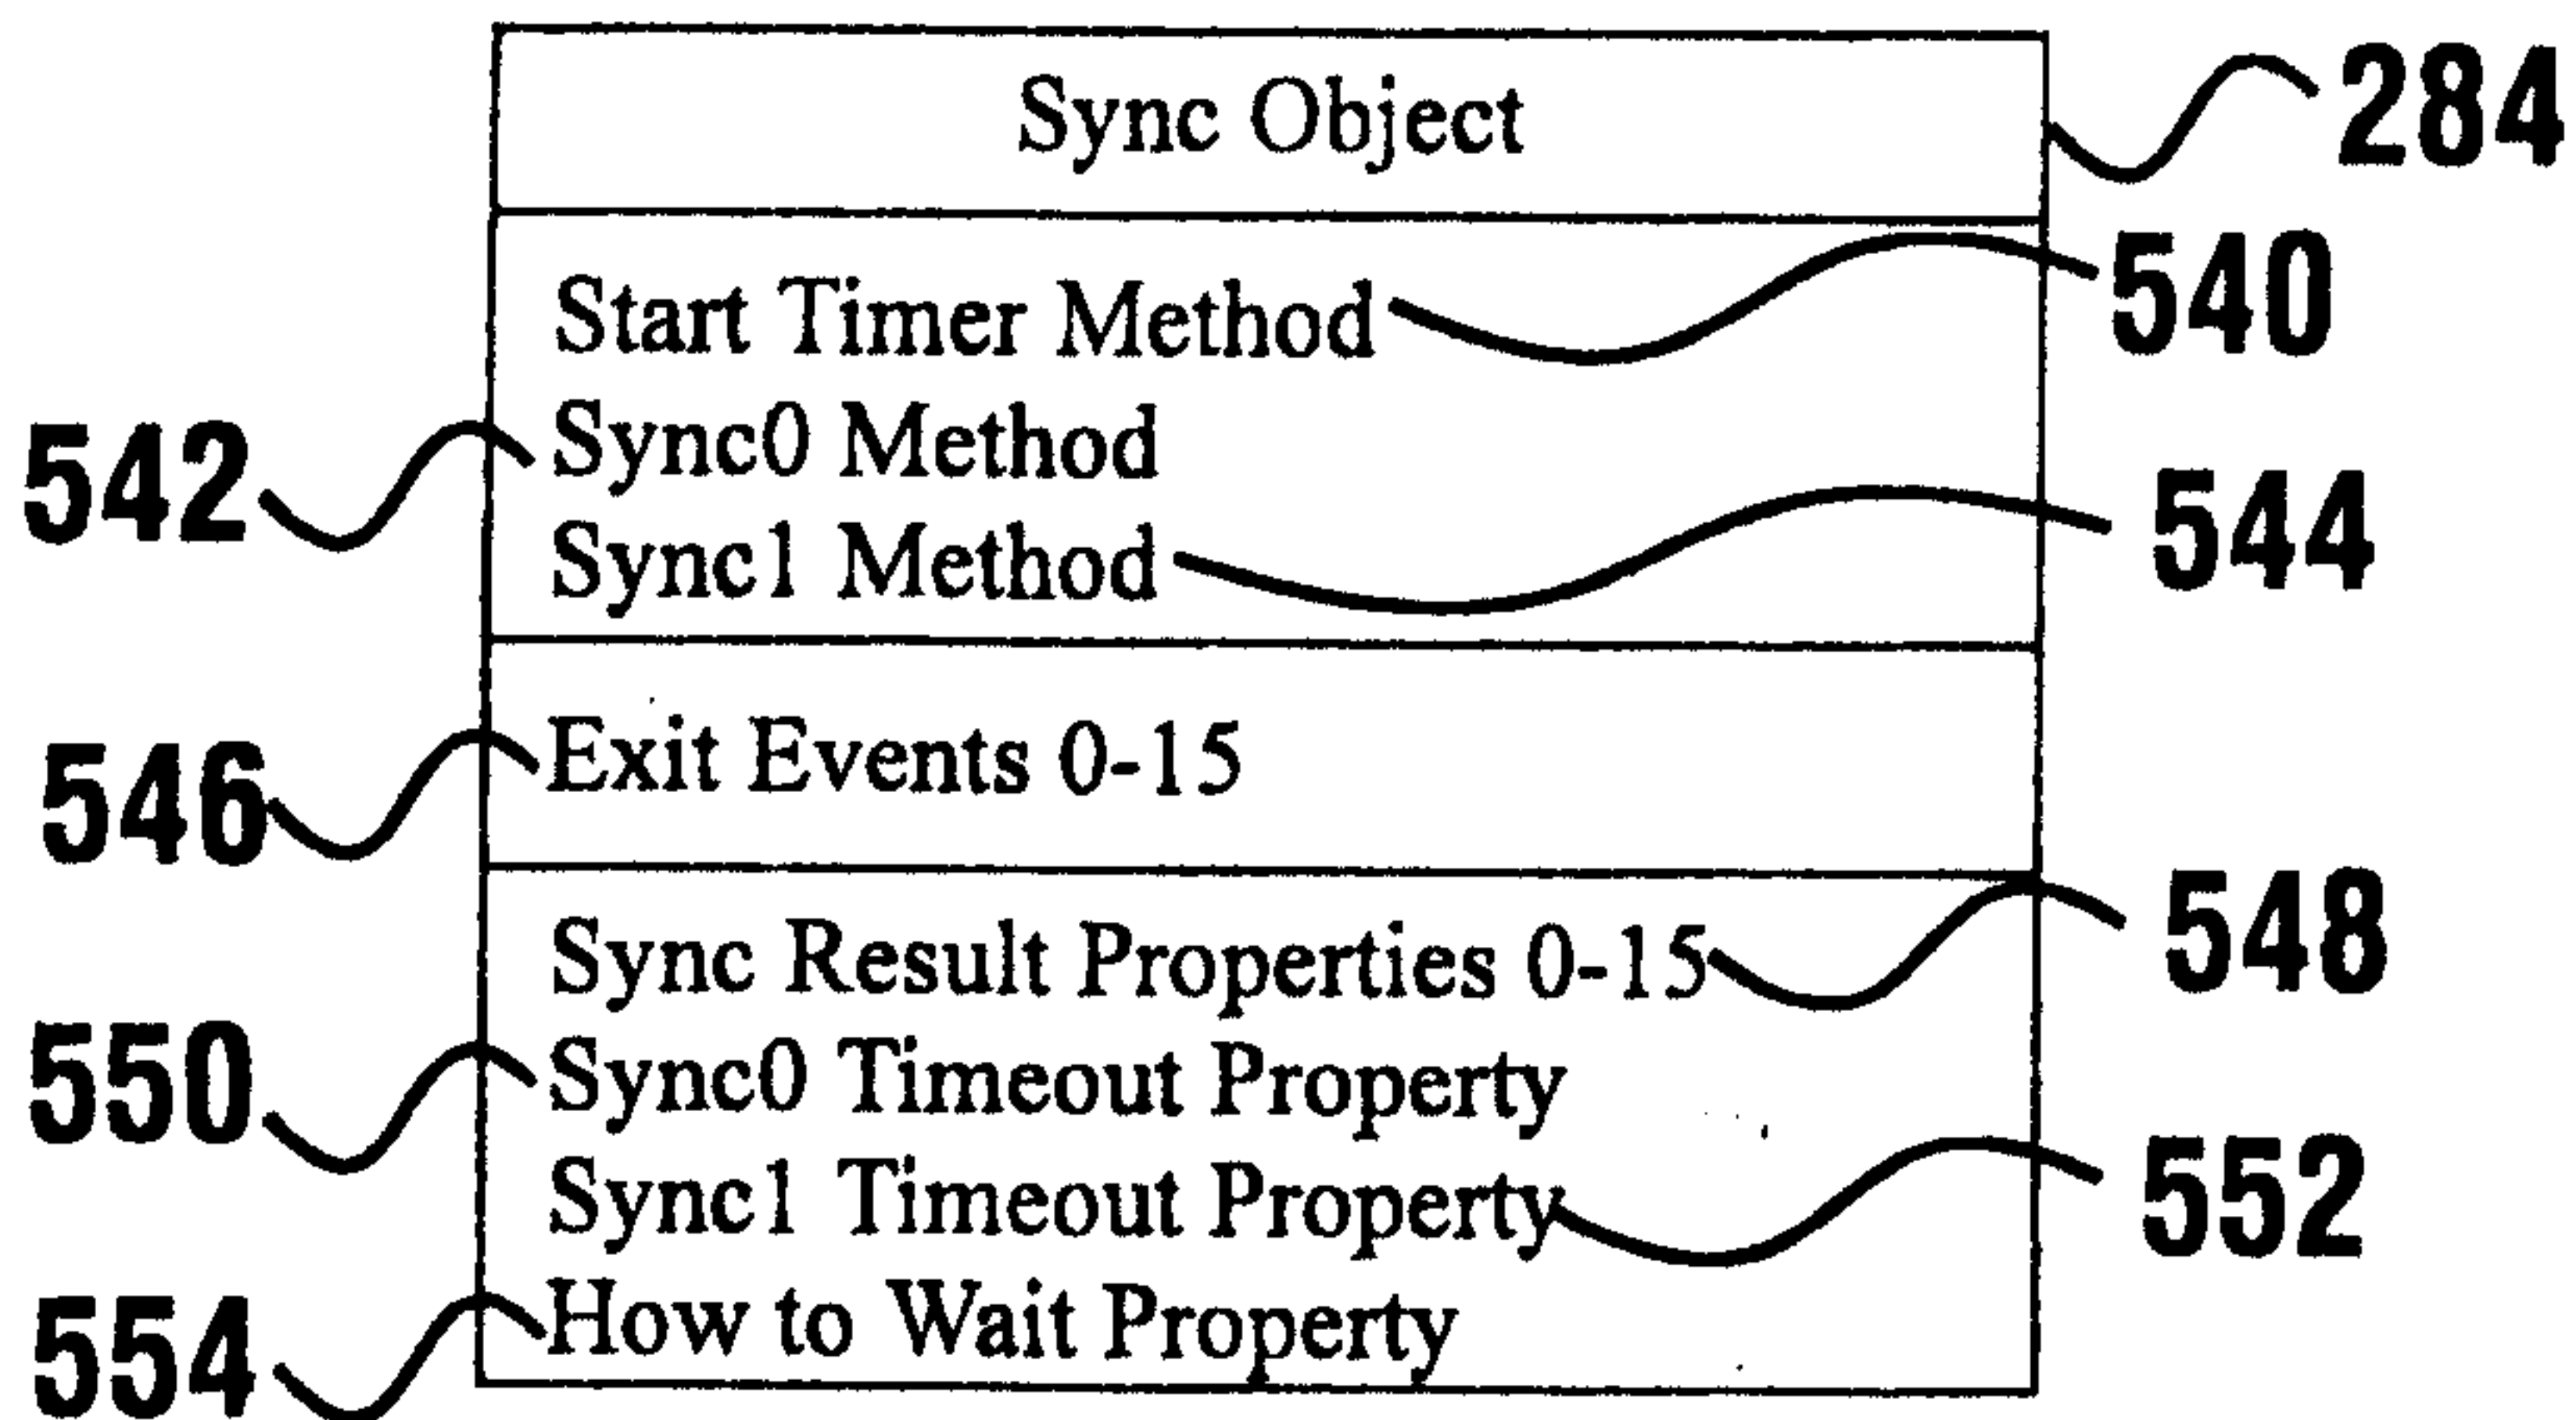 Sync Object 284
Start Timer Method 540
542 Sync0 Method
Sync1 Method 544
546 Exit Events 0-15
Sync Result Properties 0-15 548
550 Sync0 Timeout Property
Sync1 Timeout Property 552
554 How to Wait Property